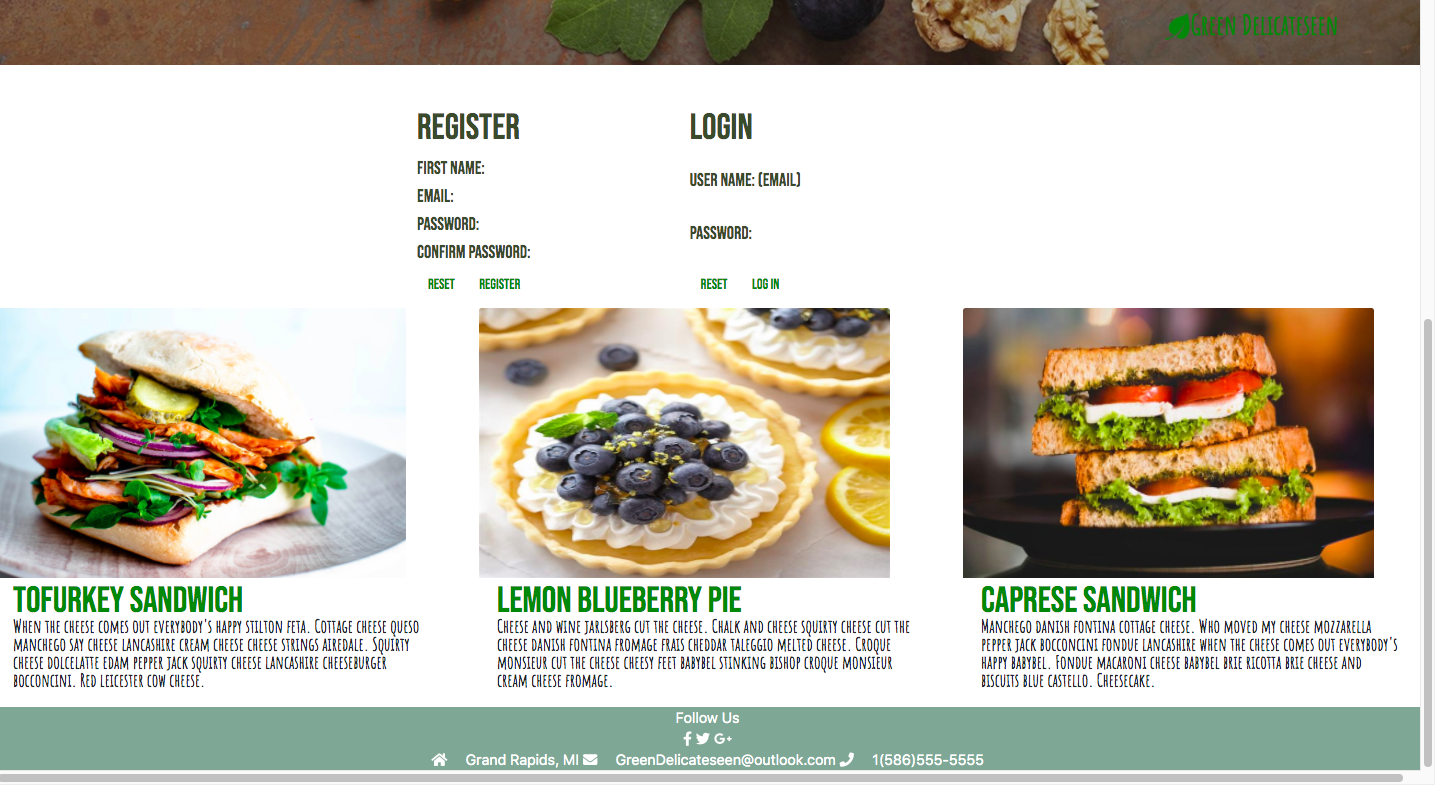 Green Delicateseen
REGISTER
FIRST NAME:
EMAIL:
PASSWORD:
CONFIRM PASSWORD:
RESET REGISTER
LOGIN
USER NAME: (EMAIL)
PASSWORD:
RESET LOG IN
TOFURKEY SANDWICH
When the cheese comes out everybody's happy stilton feta. Cottage cheese queso
manchego say cheese lancashire cream cheese cheese strings airedale. Squirty
cheese dolcelatte edam pepper jack squirty cheese lancashire cheeseburger
bocconcini. Red leicester cow cheese.
LEMON BLUEBERRY PIE
Cheese and wine jarlsberg cut the cheese. Chalk and cheese squirty cheese cut the
cheese danish fontina fromage frais cheddar taleggio melted cheese. Croque
monsieur cut the cheese cheesy feet babybel stinking bishop croque monsieur
cream cheese fromage.
CAPRESE SANDWICH
Manchego danish fontina cottage cheese. Who moved my cheese mozzarella
pepper jack bocconcini fondue lancashire when the cheese comes out everybody's
happy babybel. Fondue macaroni cheese babybel brie ricotta brie cheese and
biscuits blue castello. Cheesecake.
Follow Us
Grand Rapids, MI GreenDelicateseen@outlook.com 1(586)555-5555